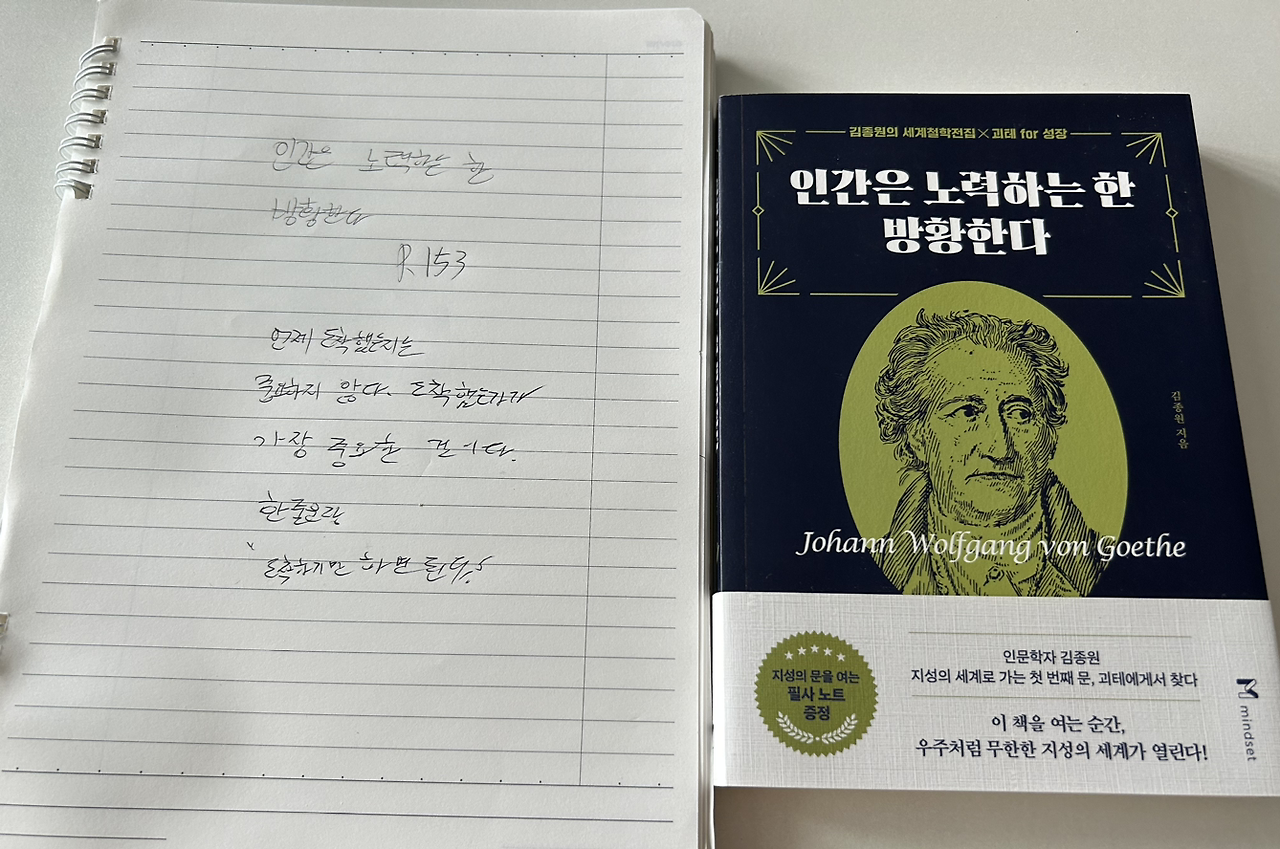 인간은 노력하는 한
방황한다
P.153
언제 도착했는지는
중요하지 않다. 도착했는가가
가장 중요한 것이다.
한줄요약
"도착하기만 하면 된다."
김종원의 세계철학전집×괴테 for 성장
인간은 노력하는 한
방황한다
김종원 지음
Johann Wolfgang von Goethe
지성의 문을 여는
필사 노트
증정
인문학자 김종원
지성의 세계로 가는 첫 번째 문, 괴테에게서 찾다
이 책을 여는 순간,
우주처럼 무한한 지성의 세계가 열린다!
mindset